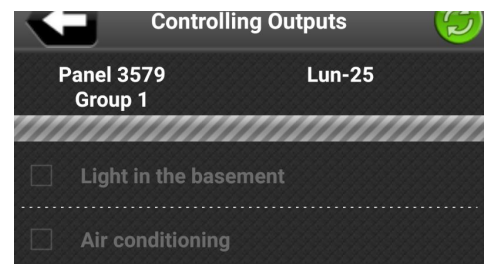 Controlling Outputs
Panel 3579 Lun-25
Group 1
Light in the basement
Air conditioning